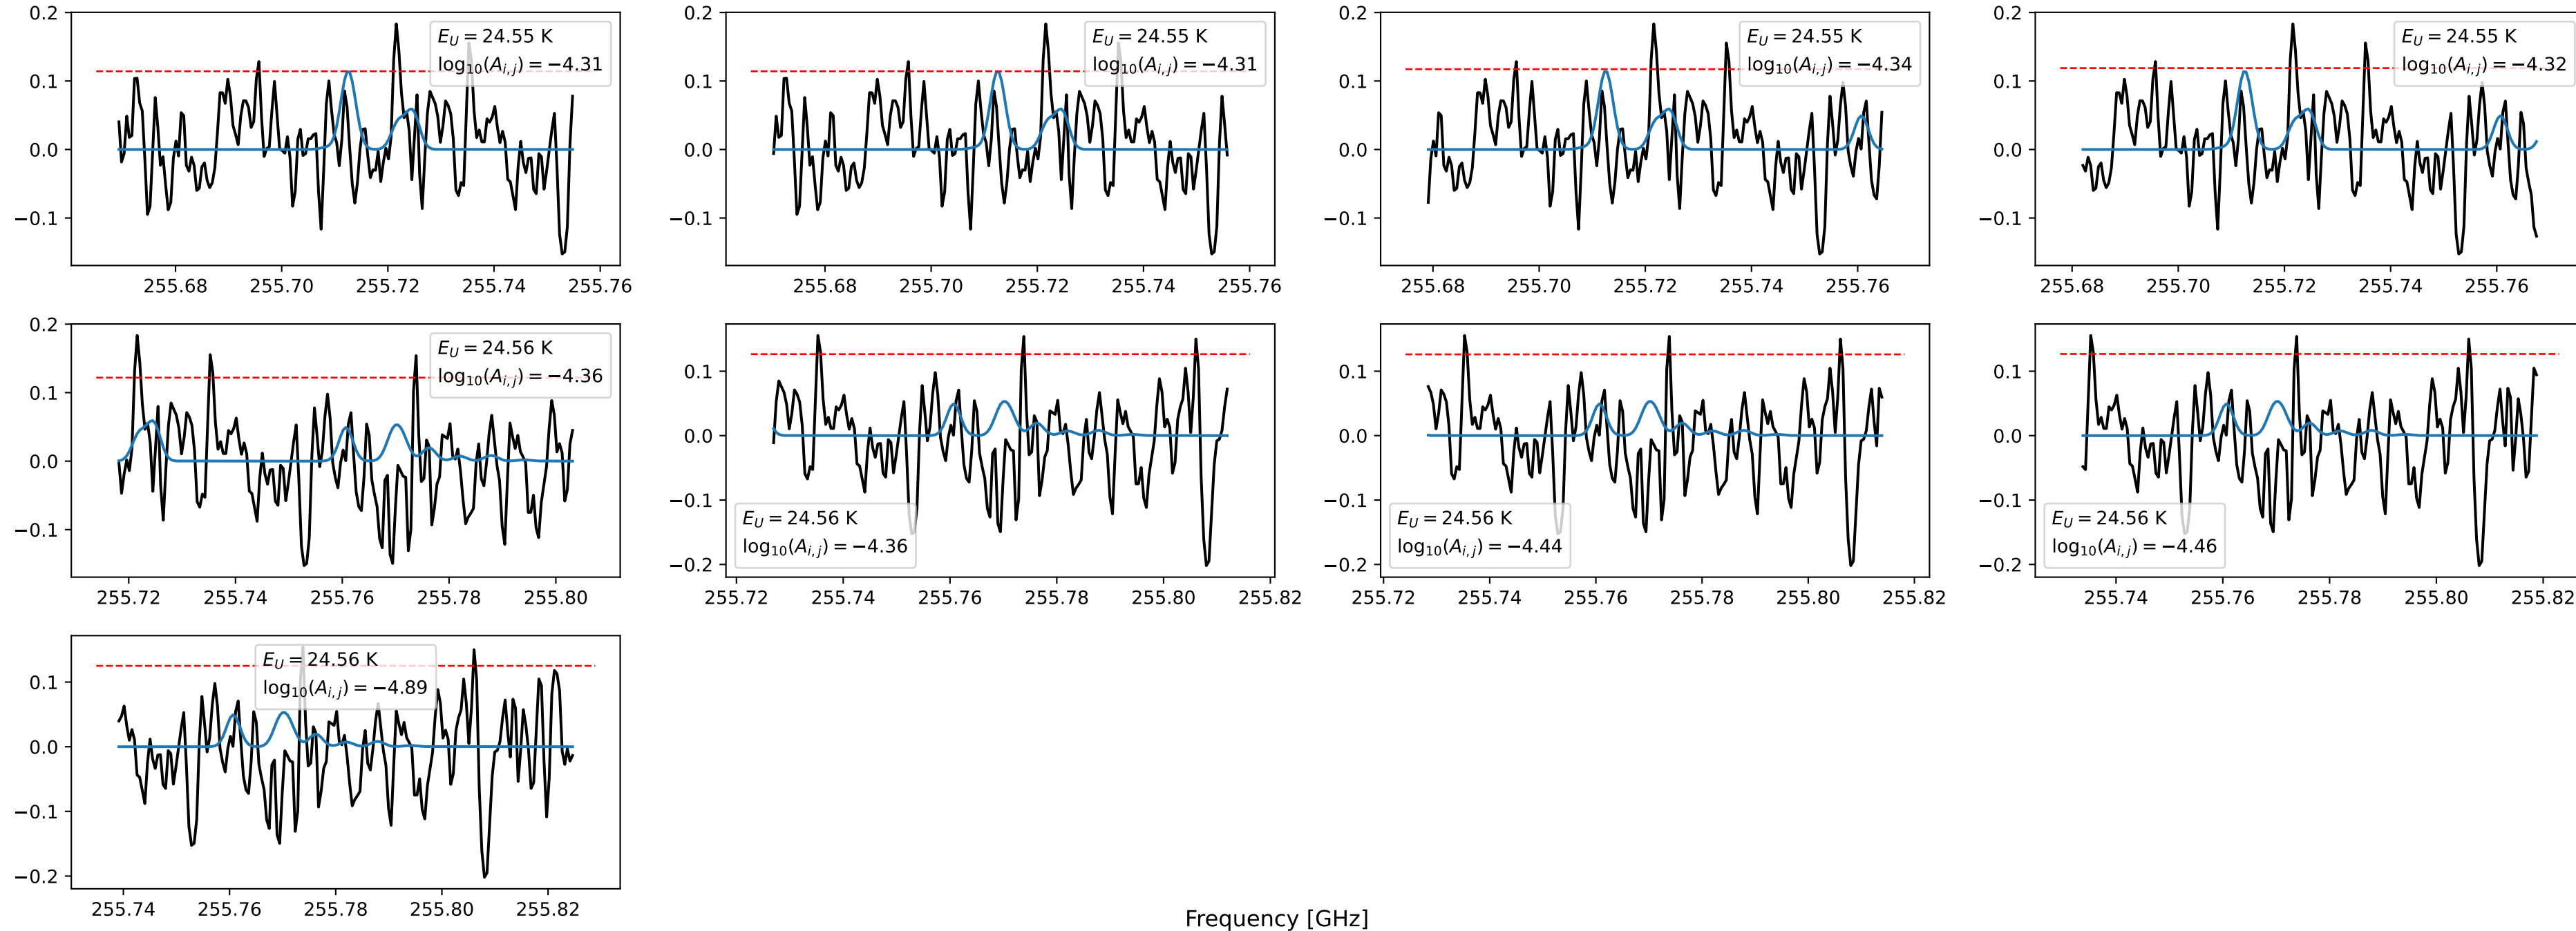 0.2
0.1
0.0
−0.1
E_U = 24.55 K
log₁₀(A_{i,j}) = −4.31
255.68 255.70 255.72 255.74 255.76
0.2
0.1
0.0
−0.1
E_U = 24.55 K
log₁₀(A_{i,j}) = −4.31
255.68 255.70 255.72 255.74 255.76
0.2
0.1
0.0
−0.1
E_U = 24.55 K
log₁₀(A_{i,j}) = −4.34
255.68 255.70 255.72 255.74 255.76
0.2
0.1
0.0
−0.1
E_U = 24.55 K
log₁₀(A_{i,j}) = −4.32
255.68 255.70 255.72 255.74 255.76
0.2
0.1
0.0
−0.1
E_U = 24.56 K
log₁₀(A_{i,j}) = −4.36
255.72 255.74 255.76 255.78 255.80
0.1
0.0
−0.1
−0.2
E_U = 24.56 K
log₁₀(A_{i,j}) = −4.36
255.72 255.74 255.76 255.78 255.80 255.82
0.1
0.0
−0.1
−0.2
E_U = 24.56 K
log₁₀(A_{i,j}) = −4.44
255.72 255.74 255.76 255.78 255.80 255.82
0.1
0.0
−0.1
−0.2
E_U = 24.56 K
log₁₀(A_{i,j}) = −4.46
255.74 255.76 255.78 255.80 255.82
0.1
0.0
−0.1
−0.2
E_U = 24.56 K
log₁₀(A_{i,j}) = −4.89
255.74 255.76 255.78 255.80 255.82
Frequency [GHz]